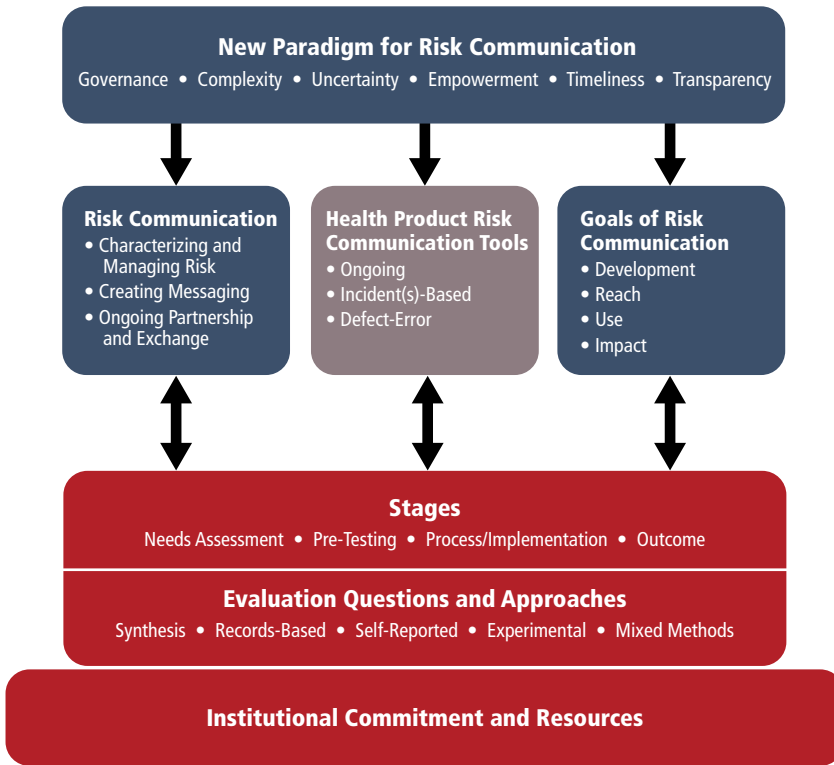 New Paradigm for Risk Communication
Governance • Complexity • Uncertainty • Empowerment • Timeliness • Transparency
Risk Communication
• Characterizing and
Managing Risk
• Creating Messaging
• Ongoing Partnership
and Exchange
Health Product Risk
Communication Tools
• Ongoing
• Incident(s)-Based
• Defect-Error
Goals of Risk
Communication
• Development
• Reach
• Use
• Impact
Stages
Needs Assessment • Pre-Testing • Process/Implementation • Outcome
Evaluation Questions and Approaches
Synthesis • Records-Based • Self-Reported • Experimental • Mixed Methods
Institutional Commitment and Resources